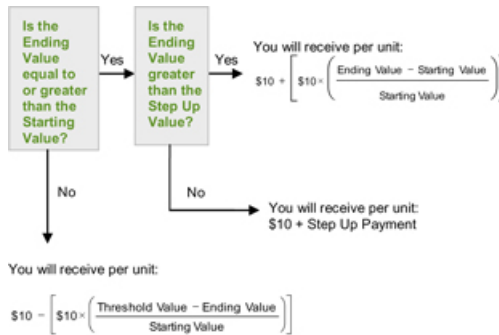 Is the
Ending
Value
equal to
or greater
than the
Starting
Value?
Yes
Is the
Ending
Value
greater
than the
Step Up
Value?
Yes
You will receive per unit:
$10 + [ $10 × ( Ending Value − Starting Value
Starting Value ) ]
No
You will receive per unit:
$10 + Step Up Payment
No
You will receive per unit:
$10 − [ $10 × ( Threshold Value − Ending Value
Starting Value ) ]